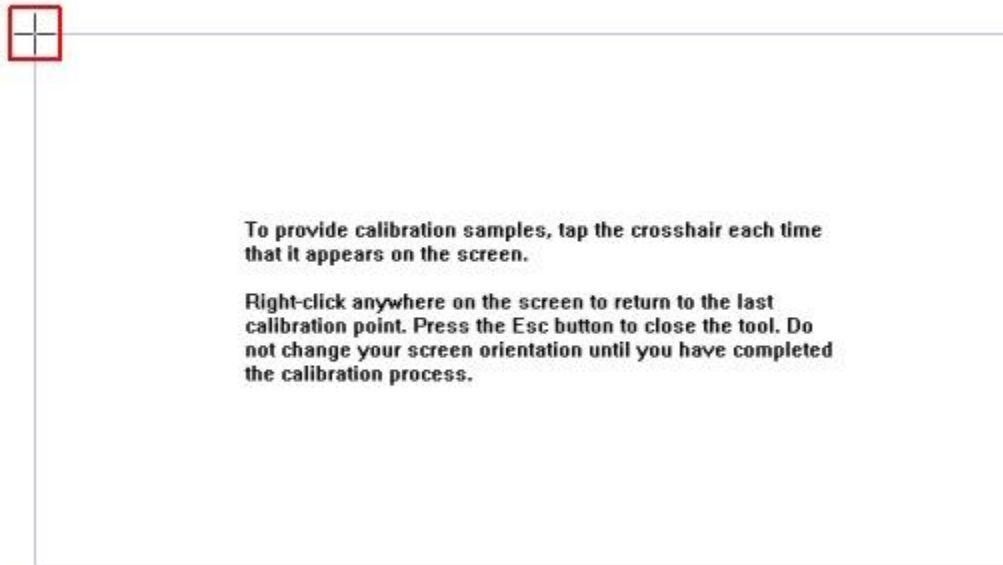 To provide calibration samples, tap the crosshair each time
that it appears on the screen.
Right-click anywhere on the screen to return to the last
calibration point. Press the Esc button to close the tool. Do
not change your screen orientation until you have completed
the calibration process.